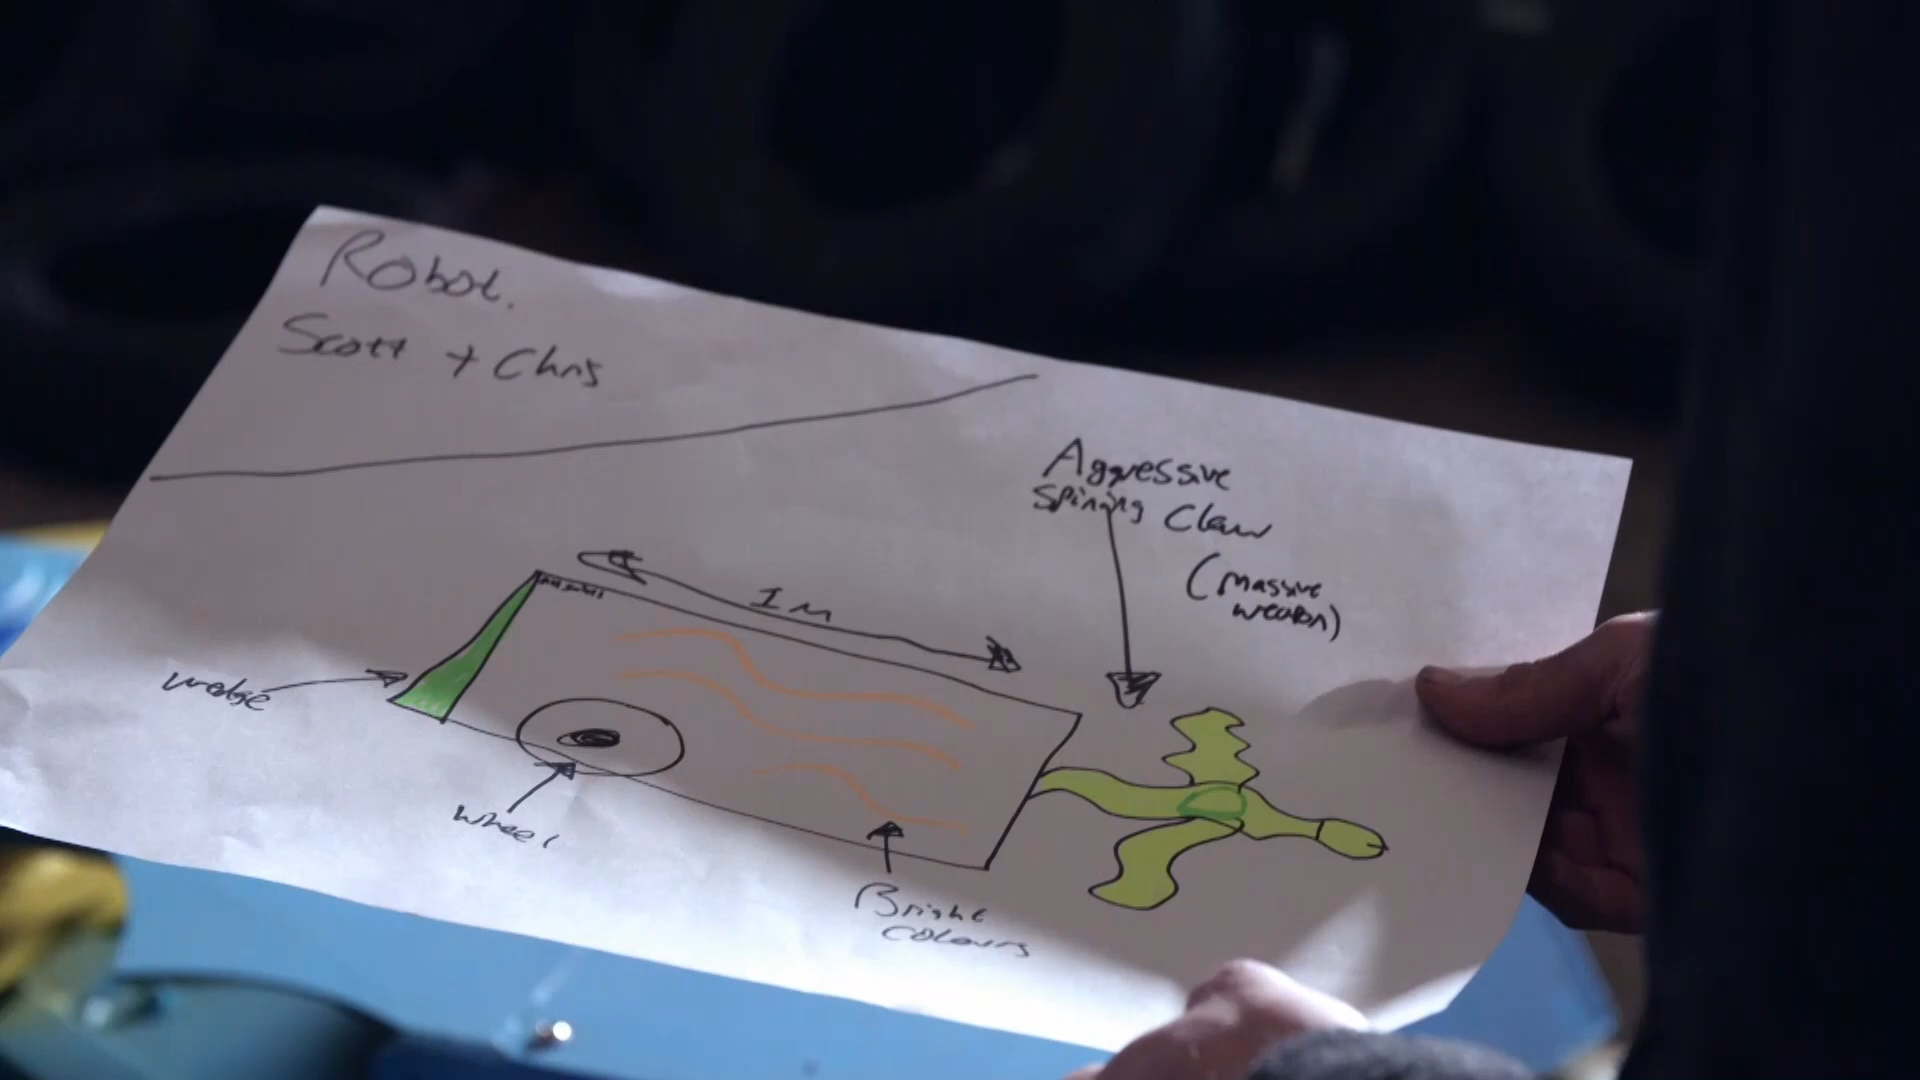 Robot.
Scott + Chris
Aggressive
spinning Claw
(massive
weapon)
1m
wedge
wheel
Bright
colours